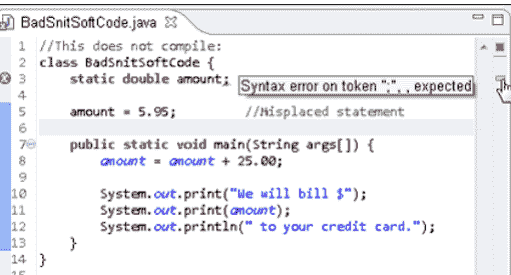 BadSnitSoftCode.java
1 //This does not compile:
2 class BadSnitSoftCode {
3 static double amount; Syntax error on token ";", , expected
4
5 amount = 5.95; //Misplaced statement
6
7 public static void main(String args[]) {
8 amount = amount + 25.00;
9
10 System.out.print("We will bill $");
11 System.out.print(amount);
12 System.out.println(" to your credit card.");
13 }
14 }